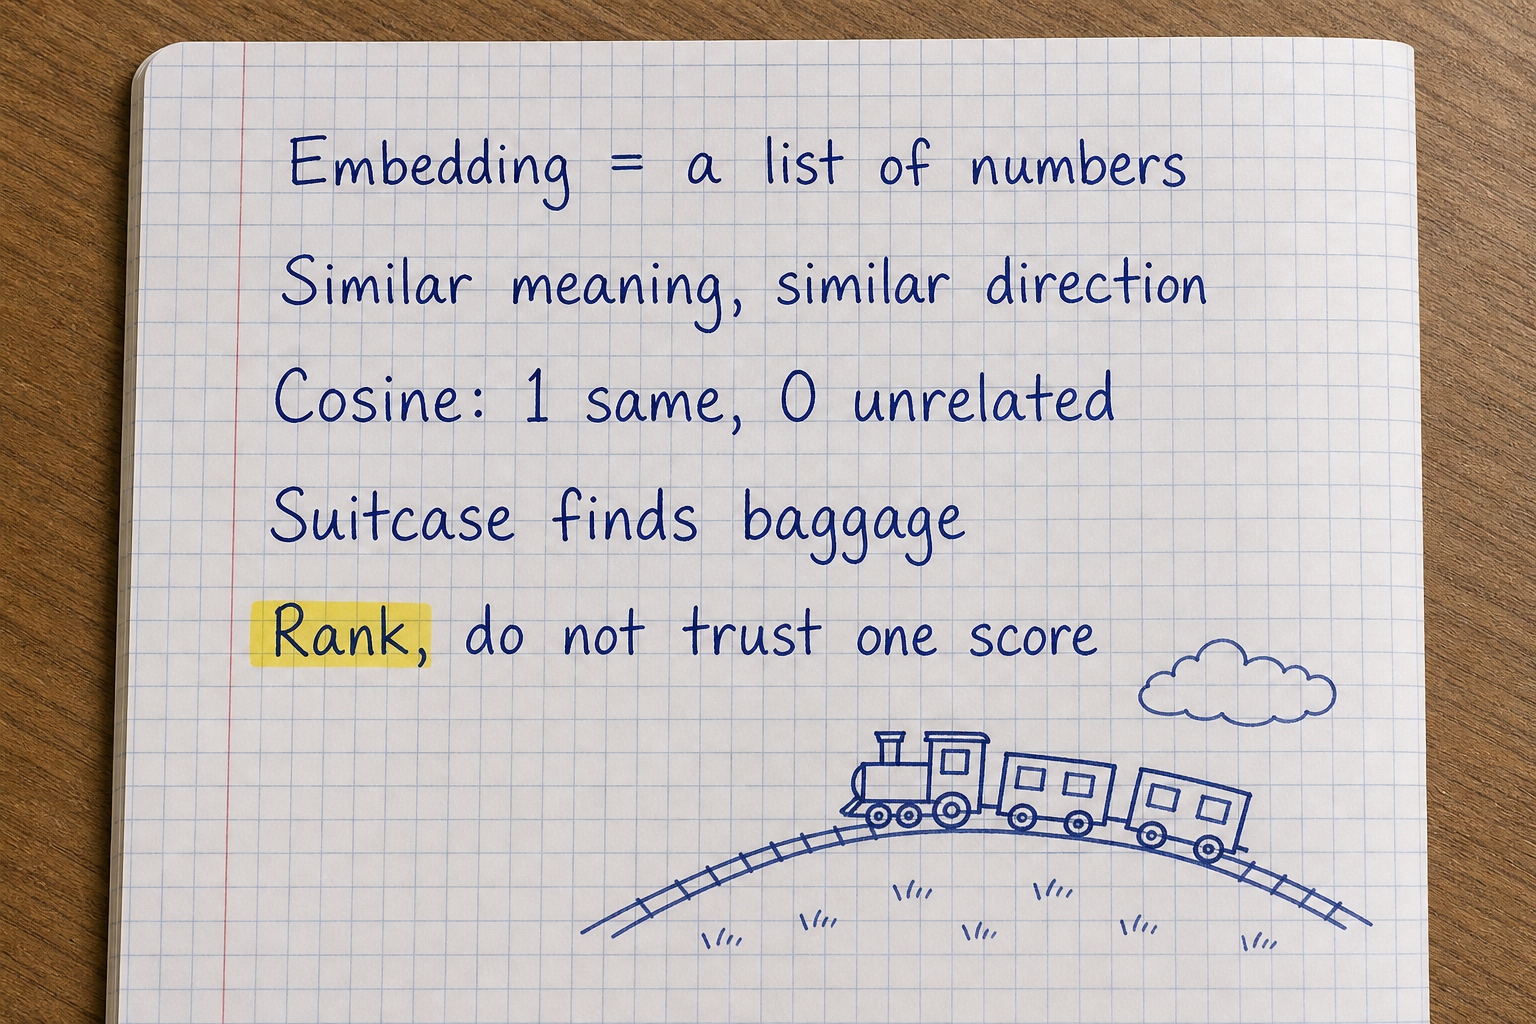 Embedding = a list of numbers
Similar meaning, similar direction
Cosine: 1 same, 0 unrelated
Suitcase finds baggage
Rank, do not trust one score